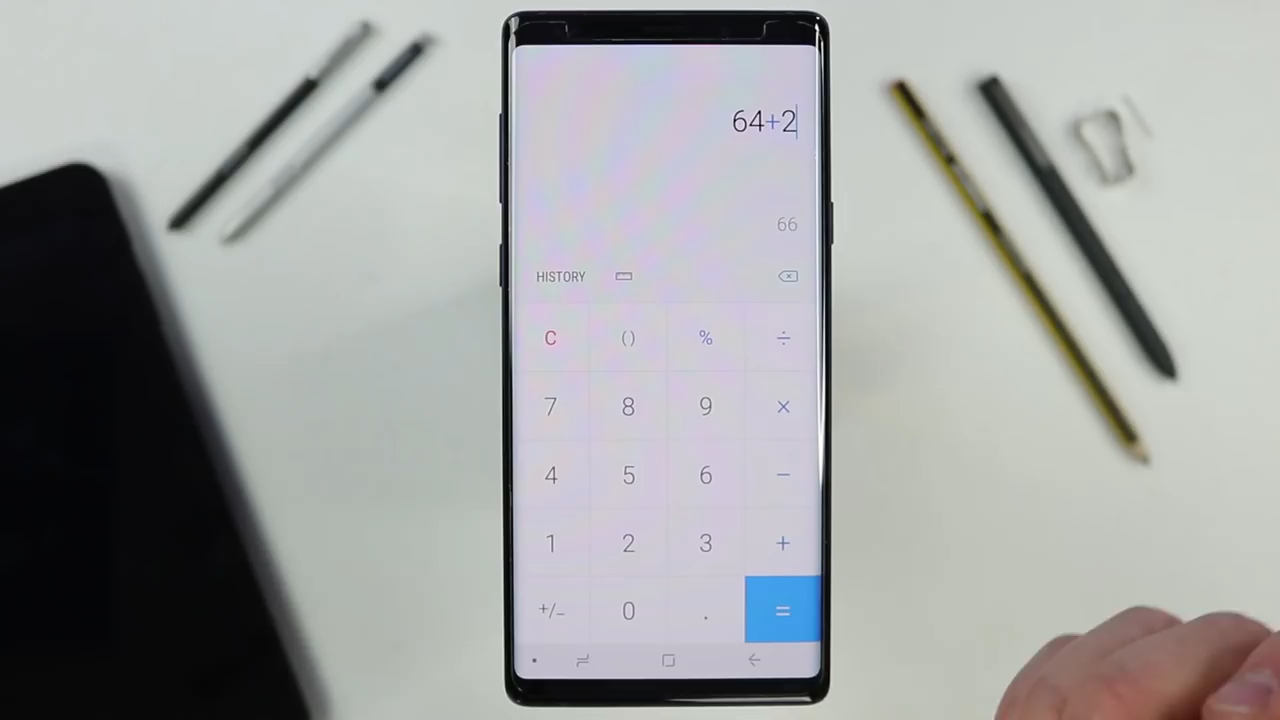 64+2
66
HISTORY
C () % ÷
7 8 9 ×
4 5 6 −
1 2 3 +
+/− 0 . =